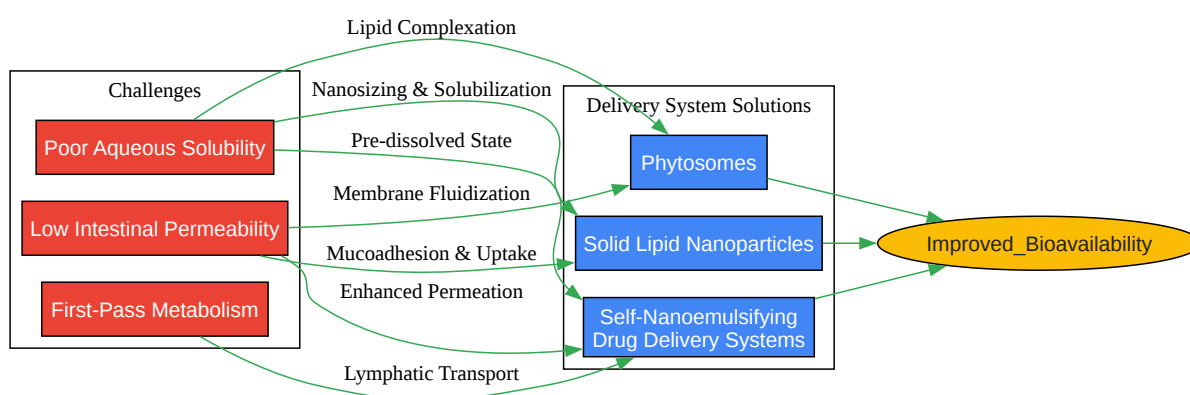 Lipid Complexation
Challenges
Nanosizing & Solubilization
Delivery System Solutions
Poor Aqueous Solubility
Pre-dissolved State
Phytosomes
Membrane Fluidization
Low Intestinal Permeability
Solid Lipid Nanoparticles
Improved_Bioavailability
Mucoadhesion & Uptake
Enhanced Permeation
First-Pass Metabolism
Self-Nanoemulsifying
Drug Delivery Systems
Lymphatic Transport